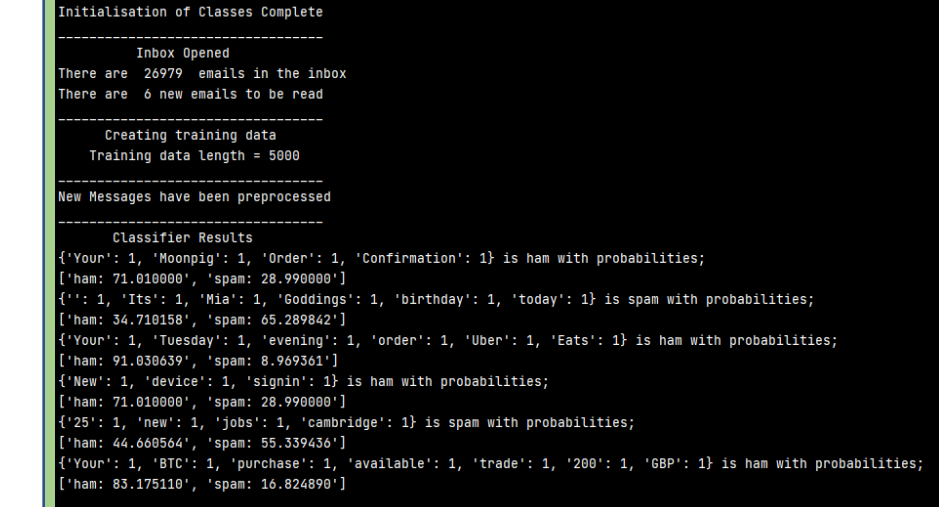 Initialisation of Classes Complete
----------------------------------
Inbox Opened
There are  26979  emails in the inbox
There are  6 new emails to be read
----------------------------------
Creating training data
Training data length = 5000
----------------------------------
New Messages have been preprocessed
----------------------------------
Classifier Results
{'Your': 1, 'Moonpig': 1, 'Order': 1, 'Confirmation': 1} is ham with probabilities;
['ham: 71.010000', 'spam: 28.990000']
{'': 1, 'Its': 1, 'Mia': 1, 'Goddings': 1, 'birthday': 1, 'today': 1} is spam with probabilities;
['ham: 34.710158', 'spam: 65.289842']
{'Your': 1, 'Tuesday': 1, 'evening': 1, 'order': 1, 'Uber': 1, 'Eats': 1} is ham with probabilities;
['ham: 91.030639', 'spam: 8.969361']
{'New': 1, 'device': 1, 'signin': 1} is ham with probabilities;
['ham: 71.010000', 'spam: 28.990000']
{'25': 1, 'new': 1, 'jobs': 1, 'cambridge': 1} is spam with probabilities;
['ham: 44.660564', 'spam: 55.339436']
{'Your': 1, 'BTC': 1, 'purchase': 1, 'available': 1, 'trade': 1, '200': 1, 'GBP': 1} is ham with probabilities;
['ham: 83.175110', 'spam: 16.824890']